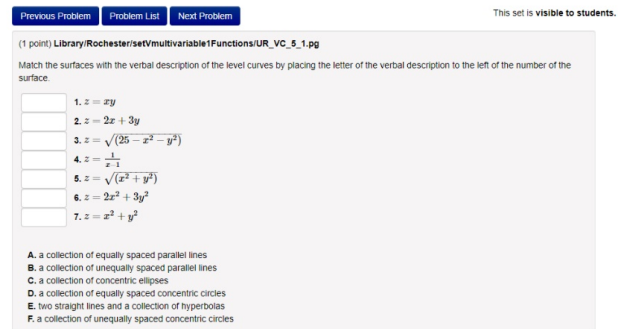 Previous Problem Problem List Next Problem This set is visible to students.
(1 point) Library/Rochester/setVmultivariable1Functions/UR_VC_5_1.pg
Match the surfaces with the verbal description of the level curves by placing the letter of the verbal description to the left of the number of the
surface.
1. z = xy
2. z = 2x + 3y
3. z = √(25 − x² − y²)
4. z = 1/(x−1)
5. z = √(x² + y²)
6. z = 2x² + 3y²
7. z = x² + y²
A. a collection of equally spaced parallel lines
B. a collection of unequally spaced parallel lines
C. a collection of concentric ellipses
D. a collection of equally spaced concentric circles
E. two straight lines and a collection of hyperbolas
F. a collection of unequally spaced concentric circles